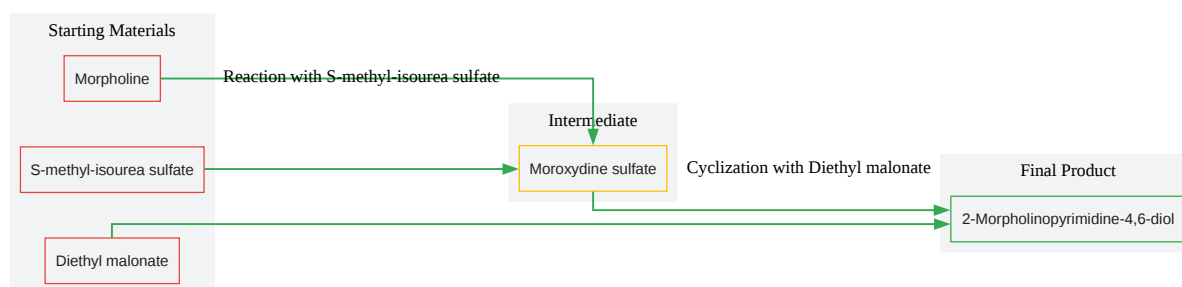 Starting Materials
Morpholine
Reaction with S-methyl-isourea sulfate
Intermediate
S-methyl-isourea sulfate
Moroxydine sulfate
Cyclization with Diethyl malonate
Final Product
2-Morpholinopyrimidine-4,6-diol
Diethyl malonate